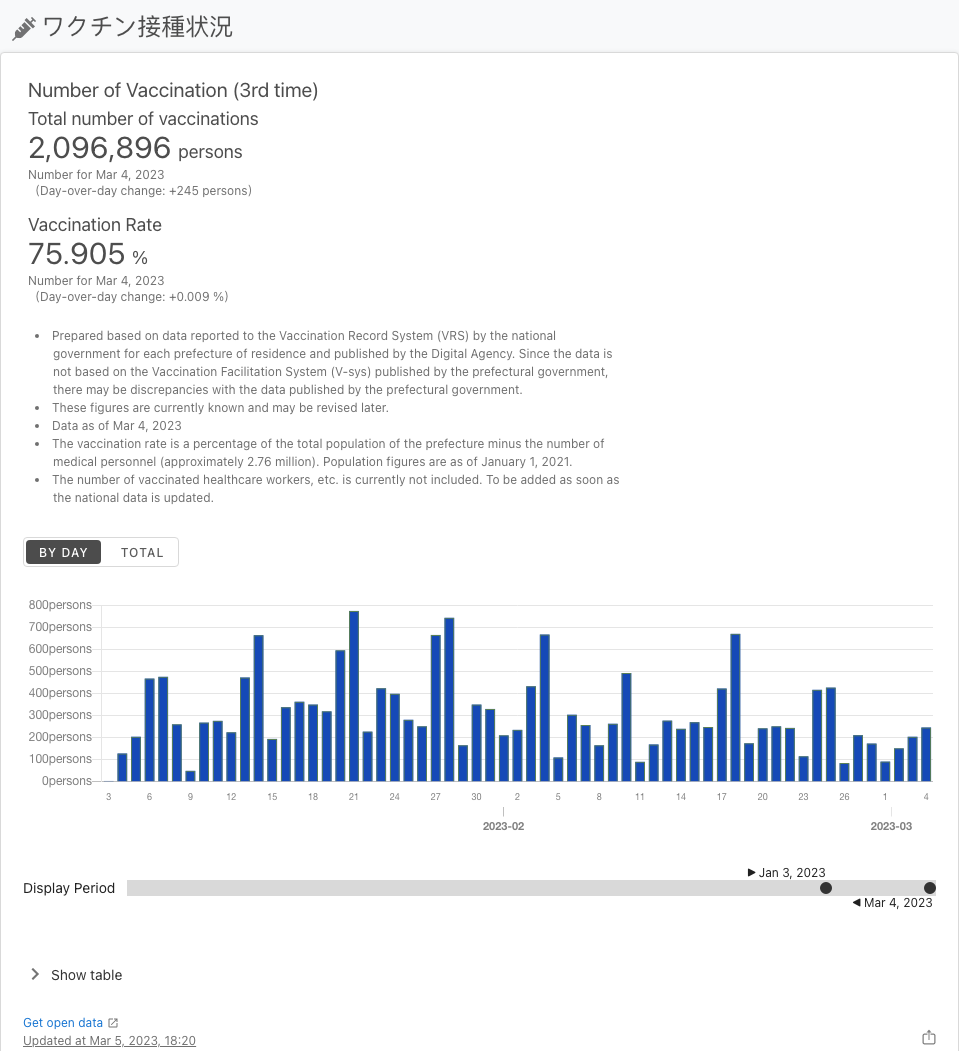 ワクチン接種状況
Number of Vaccination (3rd time)
Total number of vaccinations
2,096,896 persons
Number for Mar 4, 2023
(Day-over-day change: +245 persons)
Vaccination Rate
75.905 %
Number for Mar 4, 2023
(Day-over-day change: +0.009 %)
• Prepared based on data reported to the Vaccination Record System (VRS) by the national
government for each prefecture of residence and published by the Digital Agency. Since the data is
not based on the Vaccination Facilitation System (V-sys) published by the prefectural government,
there may be discrepancies with the data published by the prefectural government.
• These figures are currently known and may be revised later.
• Data as of Mar 4, 2023
• The vaccination rate is a percentage of the total population of the prefecture minus the number of
medical personnel (approximately 2.76 million). Population figures are as of January 1, 2021.
• The number of vaccinated healthcare workers, etc. is currently not included. To be added as soon as
the national data is updated.
BY DAY TOTAL
800persons
700persons
600persons
500persons
400persons
300persons
200persons
100persons
0persons
3 6 9 12 15 18 21 24 27 30 2 5 8 11 14 17 20 23 26 1 4
2023-02 2023-03
▶ Jan 3, 2023
Display Period
◀ Mar 4, 2023
Show table
Get open data
Updated at Mar 5, 2023, 18:20